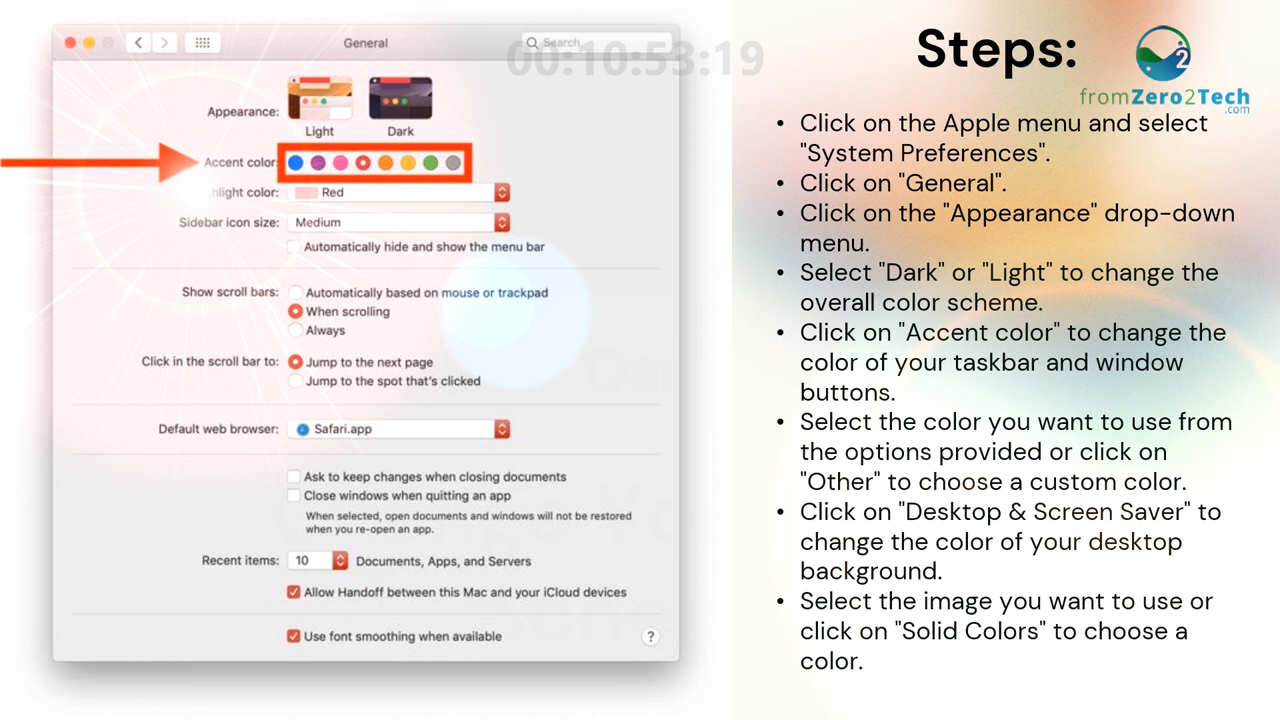 General
Search
00:10:53:19
Appearance:
Light
Dark
Accent color:
hlight color:
Red
Sidebar icon size:
Medium
Automatically hide and show the menu bar
Show scroll bars:
Automatically based on mouse or trackpad
When scrolling
Always
Click in the scroll bar to:
Jump to the next page
Jump to the spot that's clicked
Default web browser:
Safari.app
Ask to keep changes when closing documents
Close windows when quitting an app
When selected, open documents and windows will not be restored
when you re-open an app.
Recent items:
10
Documents, Apps, and Servers
Allow Handoff between this Mac and your iCloud devices
Use font smoothing when available
?
Steps:
2
fromZero2Tech
.com
• Click on the Apple menu and select
"System Preferences".
• Click on "General".
• Click on the "Appearance" drop-down
menu.
• Select "Dark" or "Light" to change the
overall color scheme.
• Click on "Accent color" to change the
color of your taskbar and window
buttons.
• Select the color you want to use from
the options provided or click on
"Other" to choose a custom color.
• Click on "Desktop & Screen Saver" to
change the color of your desktop
background.
• Select the image you want to use or
click on "Solid Colors" to choose a
color.